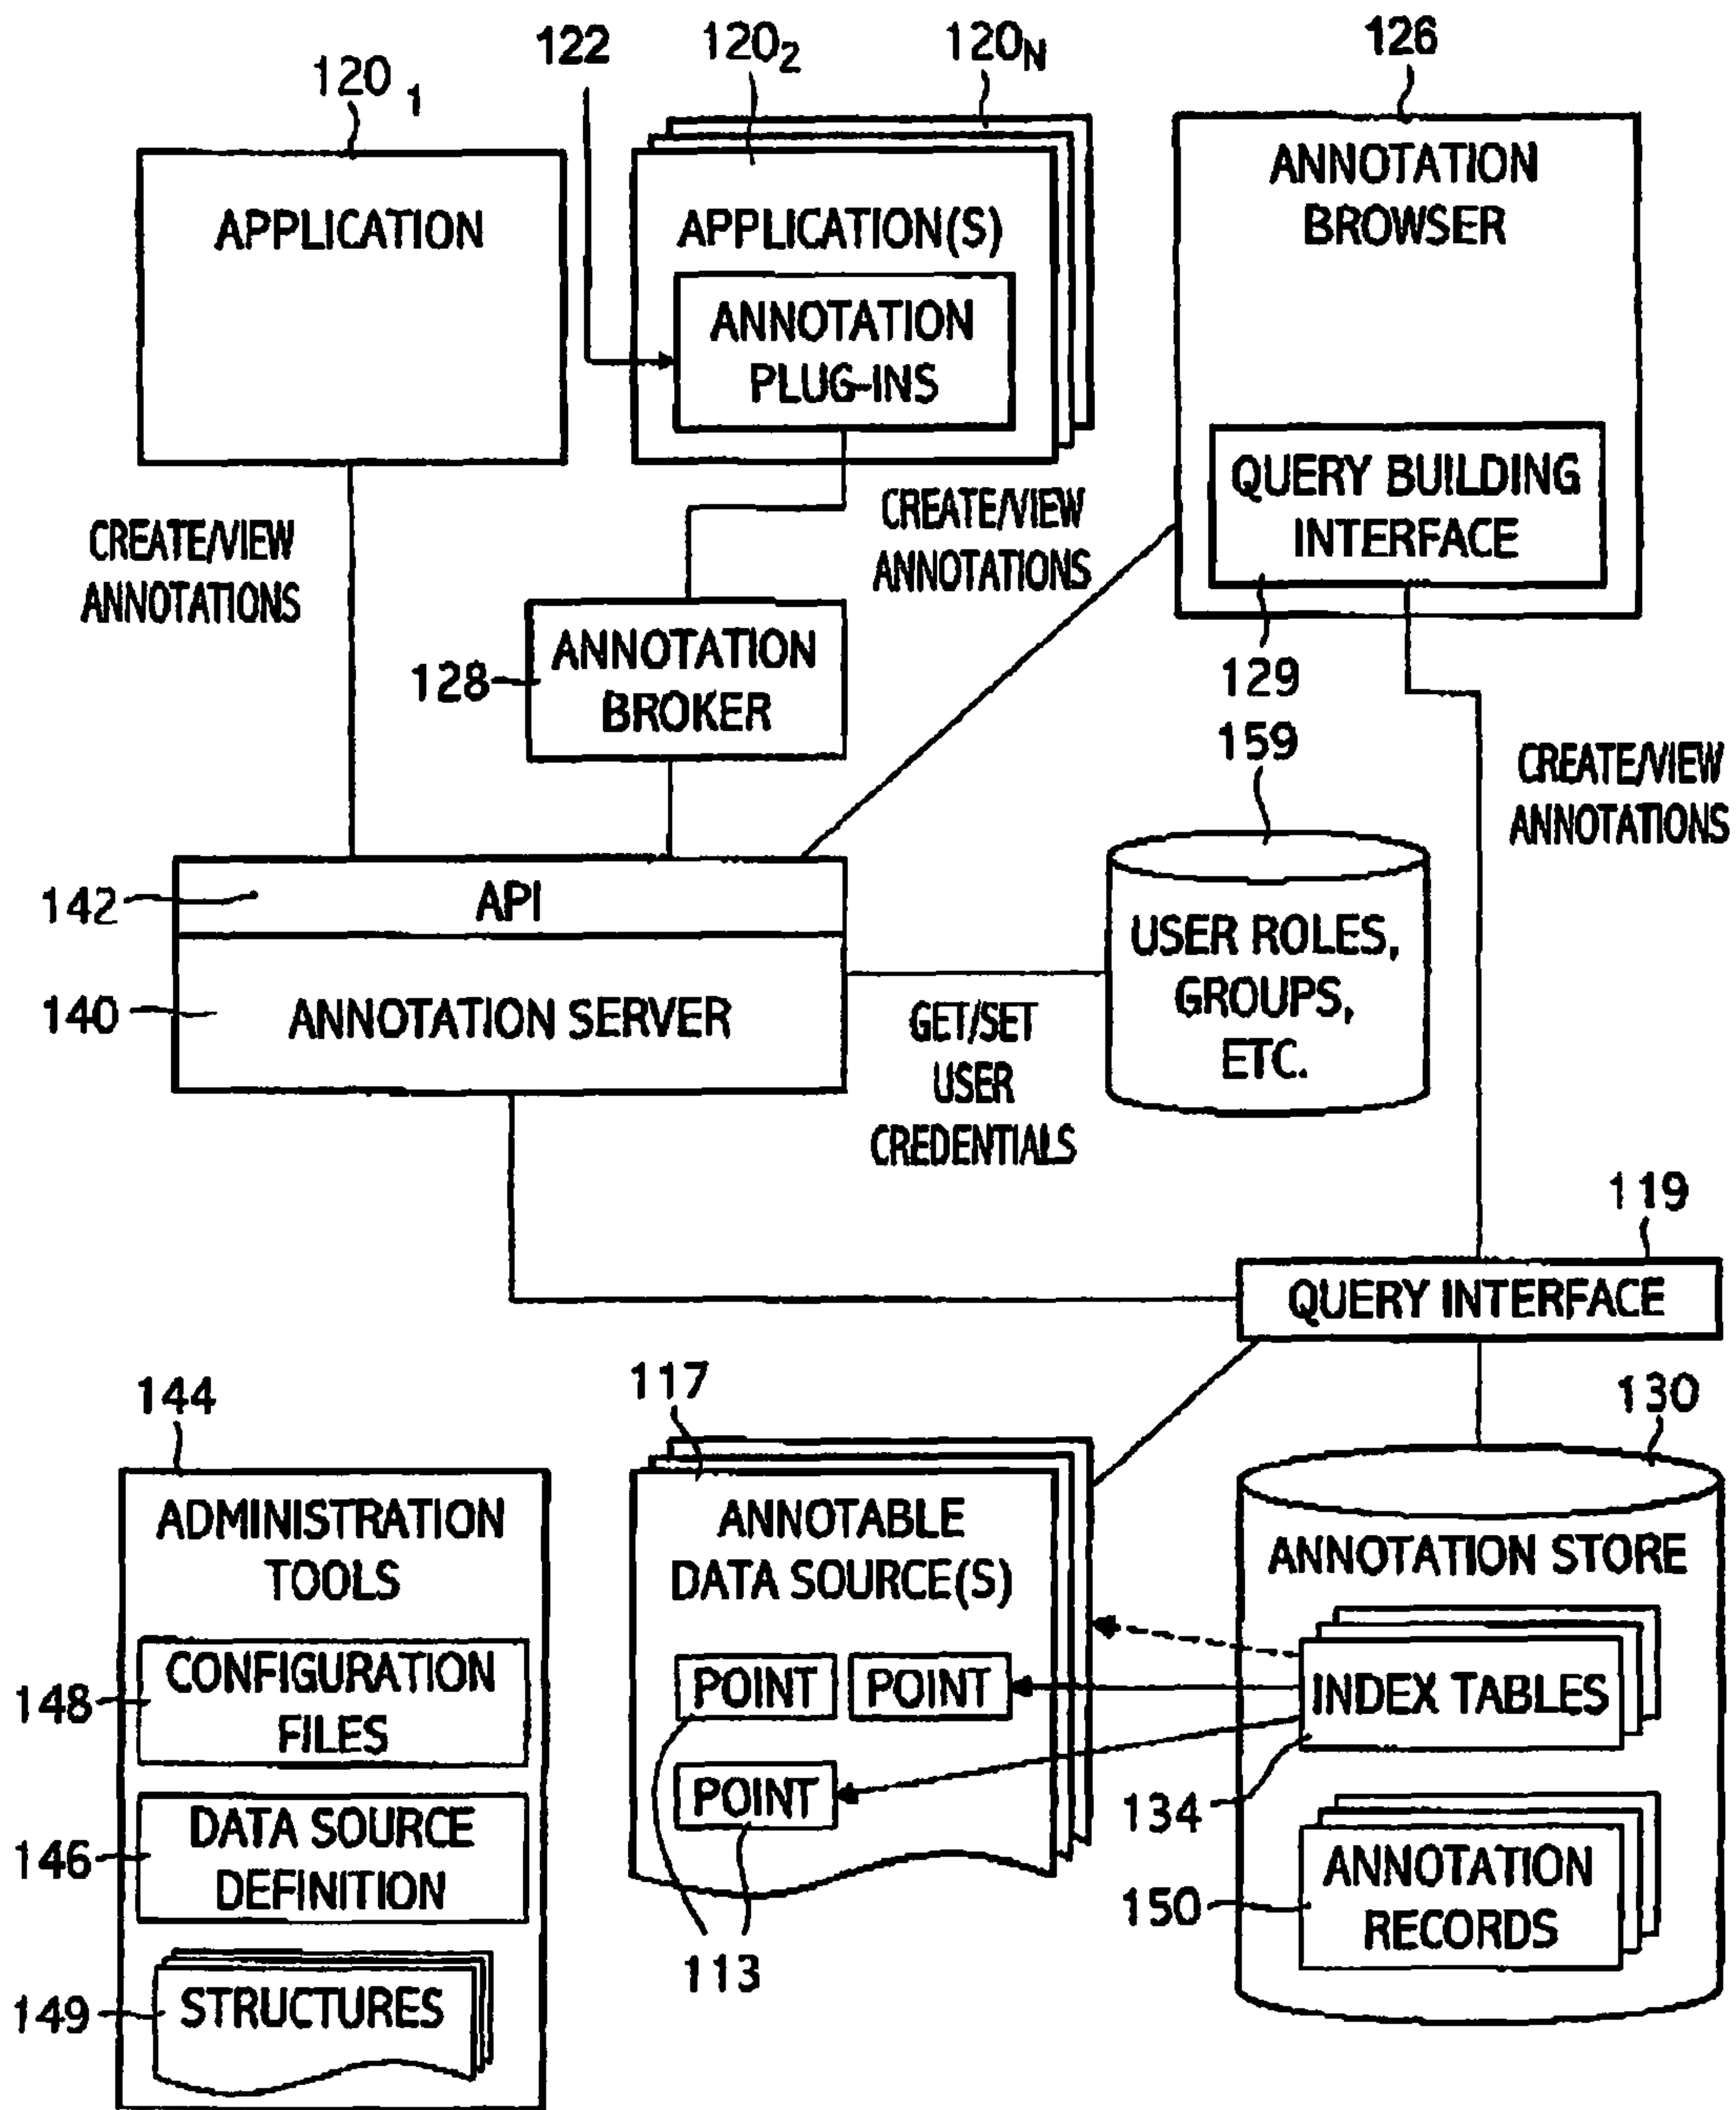 122
120₂
120N
126
120₁
APPLICATION
APPLICATION(S)
ANNOTATION
PLUG-INS
ANNOTATION
BROWSER
QUERY BUILDING
INTERFACE
CREATE/VIEW
ANNOTATIONS
CREATE/VIEW
ANNOTATIONS
128
ANNOTATION
BROKER
129
159
CREATE/VIEW
ANNOTATIONS
142
API
140
ANNOTATION SERVER
GET/SET
USER
CREDENTIALS
USER ROLES,
GROUPS,
ETC.
119
QUERY INTERFACE
144
ADMINISTRATION
TOOLS
148
CONFIGURATION
FILES
146
DATA SOURCE
DEFINITION
149
STRUCTURES
117
ANNOTABLE
DATA SOURCE(S)
POINT
POINT
POINT
113
130
ANNOTATION STORE
INDEX TABLES
134
150
ANNOTATION
RECORDS